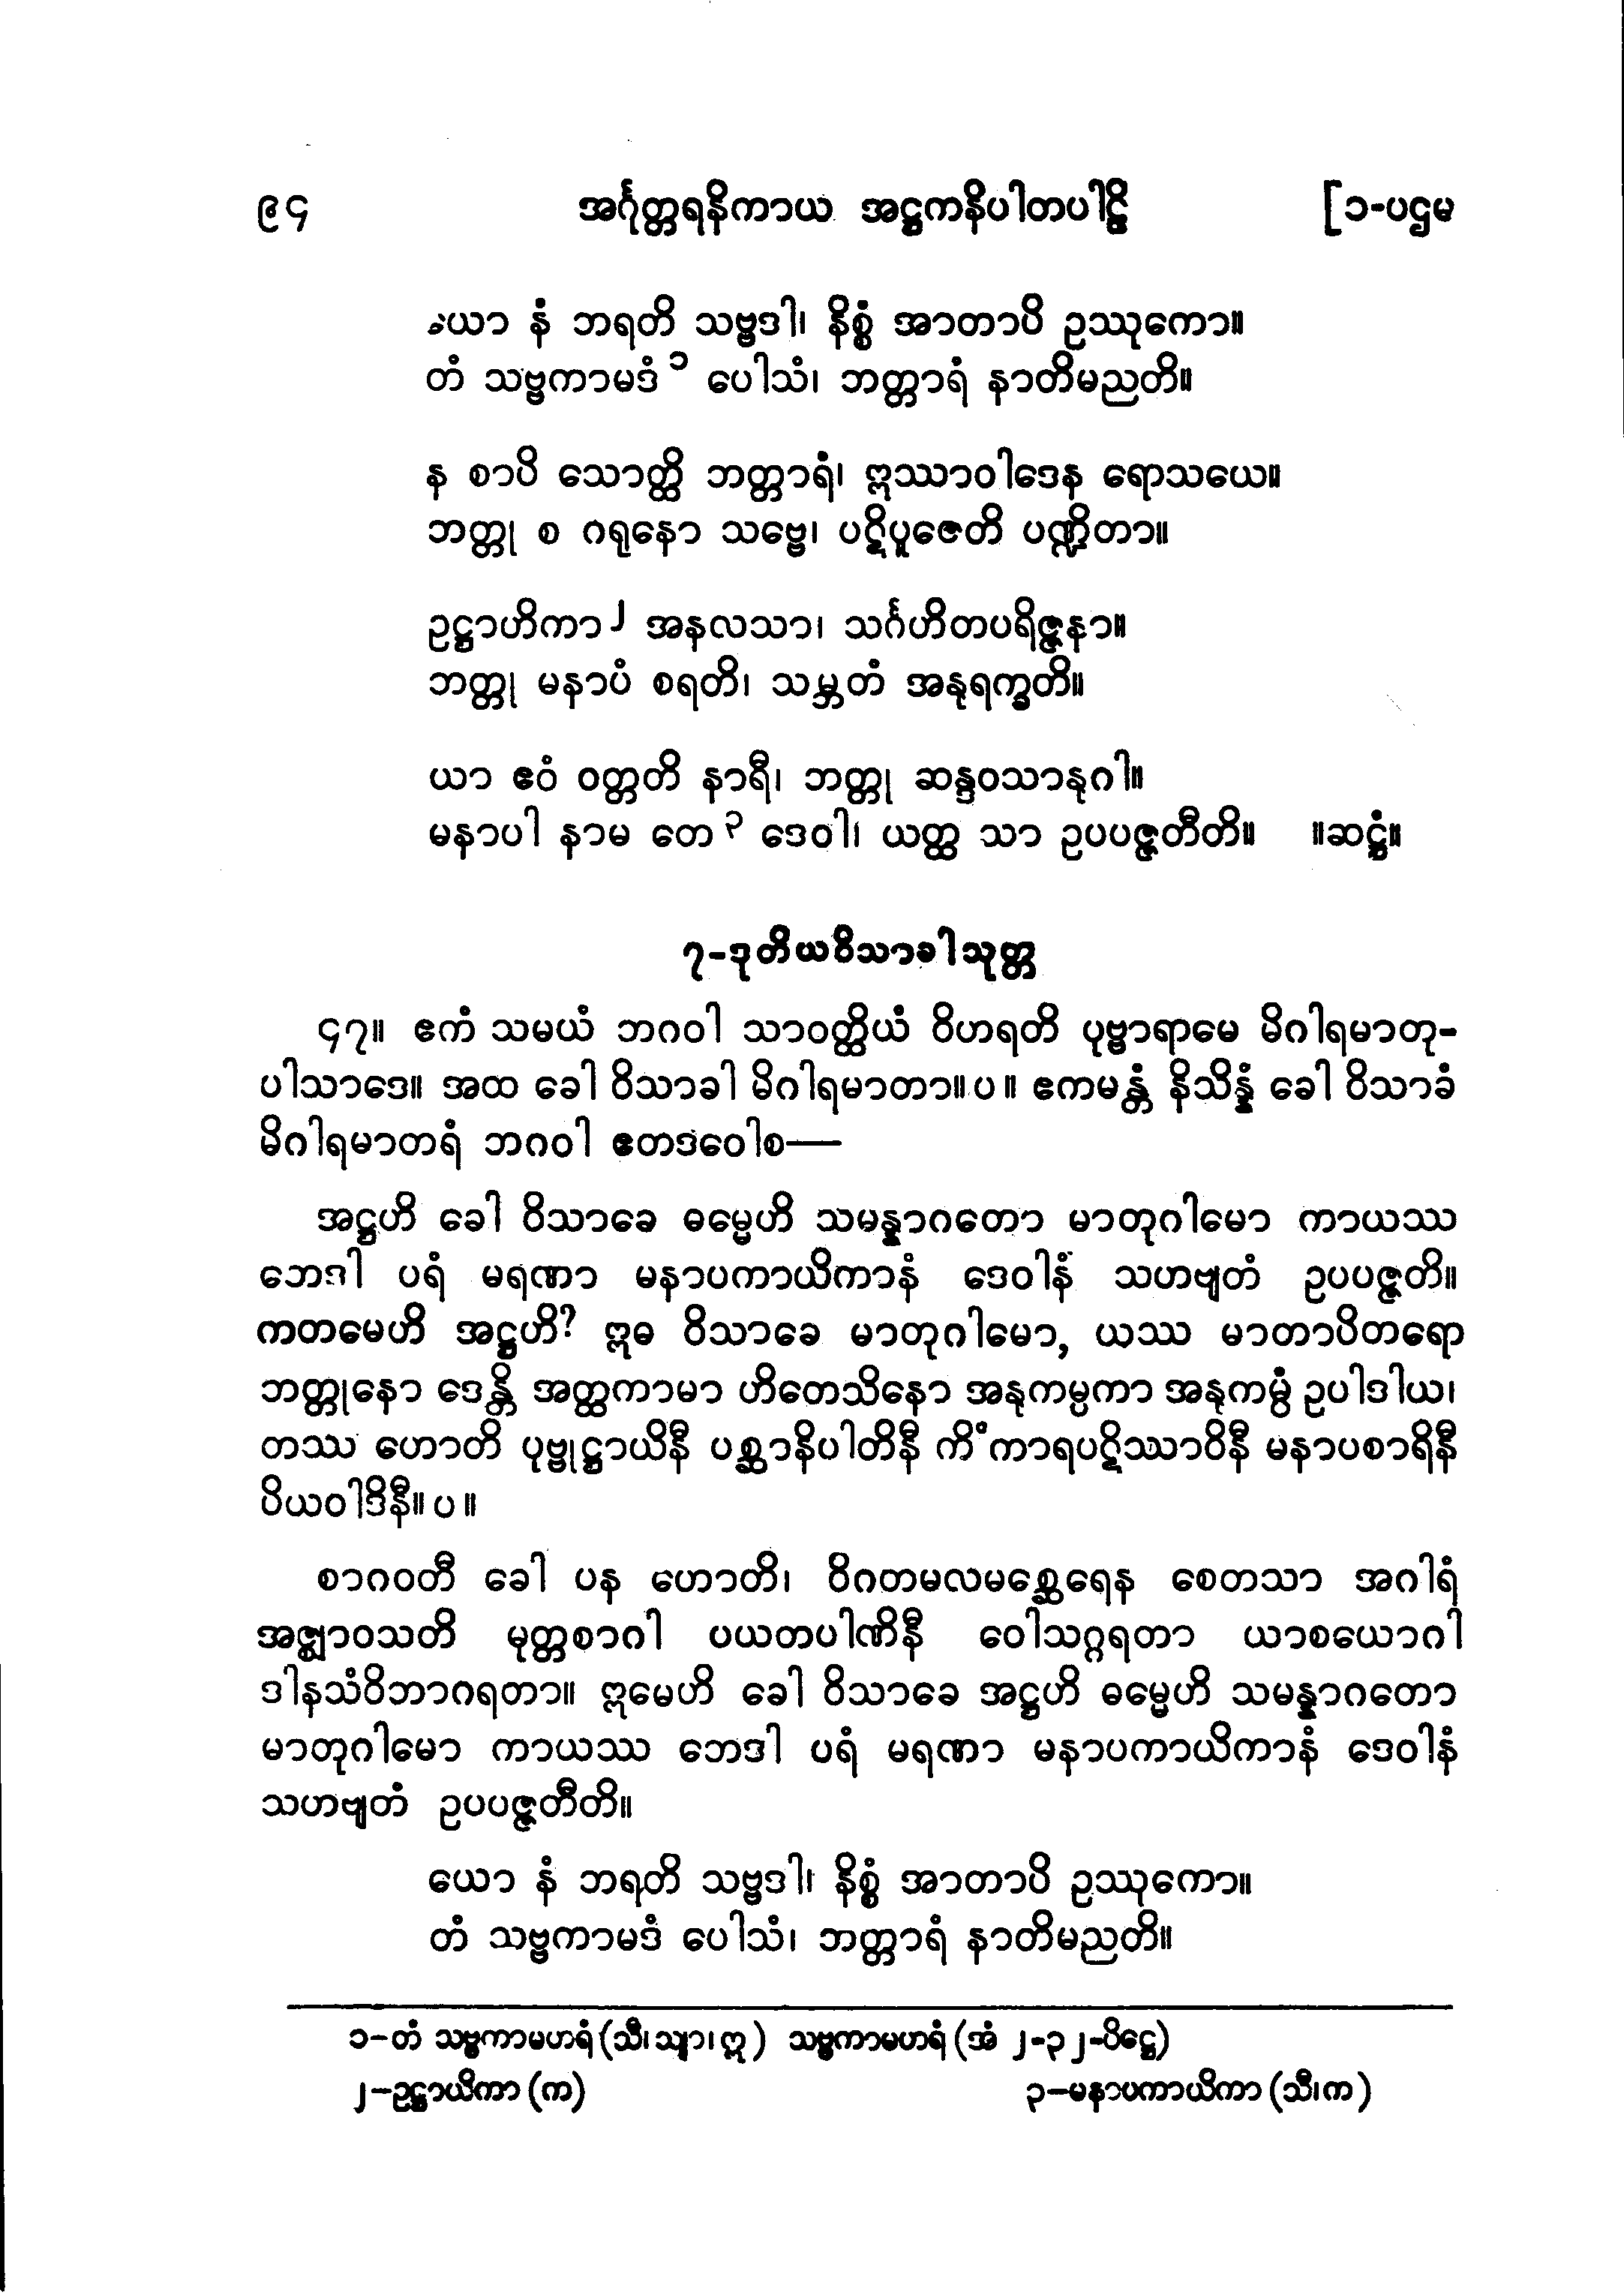 ၉၄ အင်္ဂုတ္တရနိကာယ အဋ္ဌကနိပါတပါဠိ [၁-ပဌမ
ယော နံ ဘရတိ သဗ္ဗဒါ၊ နိစ္စံ အာတာပိ ဥဿုကော။
တံ သဗ္ဗကာမဒံ ၁ ပေါသံ၊ ဘတ္တာရံ နာတိမညတိ။
န စာပိ သောတ္ထိ ဘတ္တာရံ၊ ဣဿာဝါဒေန ရောသယေ။
ဘတ္တု စ ဂရုနော သဗ္ဗေ၊ ပဋိပူဇေတိ ပဏ္ဍိတာ။
ဥဋ္ဌာဟိကာ ၂ အနလသာ၊ သင်္ဂဟိတပရိဇ္ဇနာ။
ဘတ္တု မနာပံ စရတိ၊ သမ္ဘတံ အနုရက္ခတိ။
ယာ ဧဝံ ဝတ္တတိ နာရီ၊ ဘတ္တု ဆန္ဒဝသာနုဂါ။
မနာပါ နာမ တေ ၃ ဒေဝါ၊ ယတ္ထ သာ ဥပပဇ္ဇတီတိ။ ။ဆဋ္ဌံ။
၇-ဒုတိယဝိသာခါသုတ္တ
၄၇။ ဧကံ သမယံ ဘဂဝါ သာဝတ္ထိယံ ဝိဟရတိ ပုဗ္ဗာရာမေ မိဂါရမာတု-
ပါသာဒေ။ အထ ခေါ ဝိသာခါ မိဂါရမာတာ။ပ။ ဧကမန္တံ နိသိန္နံ ခေါ ဝိသာခံ
မိဂါရမာတရံ ဘဂဝါ ဧတဒဝေါစ—
အဋ္ဌဟိ ခေါ ဝိသာခေ ဓမ္မေဟိ သမန္နာဂတော မာတုဂါမော ကာယဿ
ဘေဒါ ပရံ မရဏာ မနာပကာယိကာနံ ဒေဝါနံ သဟဗျတံ ဥပပဇ္ဇတိ။
ကတမေဟိ အဋ္ဌဟိ? ဣဓ ဝိသာခေ မာတုဂါမော, ယဿ မာတာပိတရော
ဘတ္တုနော ဒေန္တိ အတ္ထကာမာ ဟိတေသိနော အနုကမ္ပကာ အနုကမ္ပံ ဥပါဒါယ၊
တဿ ဟောတိ ပုဗ္ဗုဋ္ဌာယိနီ ပစ္ဆာနိပါတိနီ ကိံကာရပဋိဿာဝိနီ မနာပစာရိနီ
ပိယဝါဒိနီ။ပ။
စာဂဝတီ ခေါ ပန ဟောတိ၊ ဝိဂတမလမစ္ဆေရေန စေတသာ အဂါရံ
အဇ္ဈာဝသတိ မုတ္တစာဂါ ပယတပါဏိနီ ဝေါသဂ္ဂရတာ ယာစယောဂါ
ဒါနသံဝိဘာဂရတာ။ ဣမေဟိ ခေါ ဝိသာခေ အဋ္ဌဟိ ဓမ္မေဟိ သမန္နာဂတော
မာတုဂါမော ကာယဿ ဘေဒါ ပရံ မရဏာ မနာပကာယိကာနံ ဒေဝါနံ
သဟဗျတံ ဥပပဇ္ဇတီတိ။
ယော နံ ဘရတိ သဗ္ဗဒါ၊ နိစ္စံ အာတာပိ ဥဿုကော။
တံ သဗ္ဗကာမဒံ ပေါသံ၊ ဘတ္တာရံ နာတိမညတိ။
၁-တံ သဗ္ဗကာမဟရံ (သီ၊ သျာ၊ ဣ) သဗ္ဗကာမဟရံ (အံ ၂-၃၂-ပိဋ္ဌေ)
၂-ဥဋ္ဌာယိကာ (က) ၃-မနာပကာယိကာ (သီ၊ က)